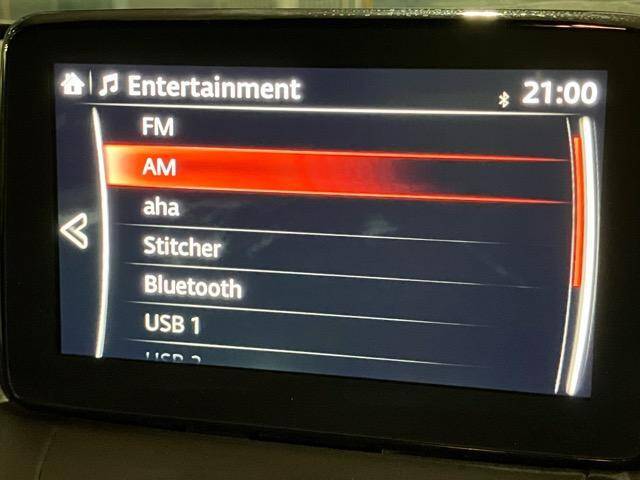 Entertainment 21:00
FM
AM
aha
Stitcher
Bluetooth
USB 1